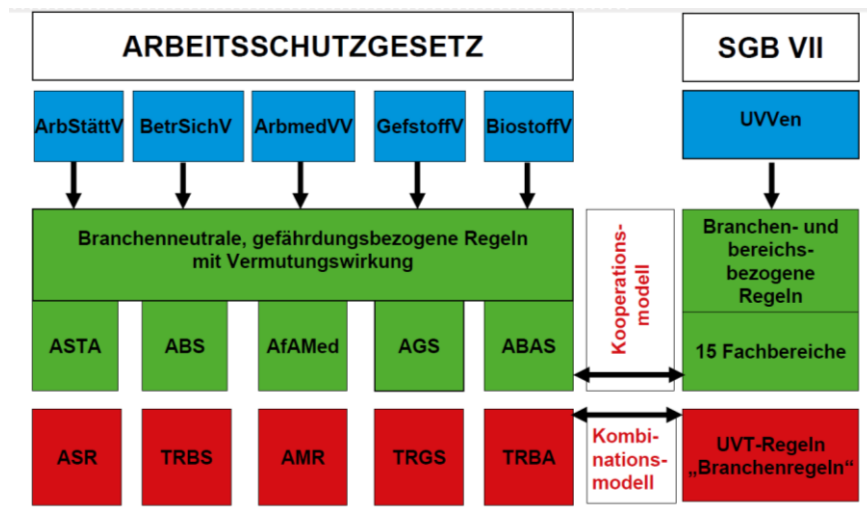 ARBEITSSCHUTZGESETZ
SGB VII
ArbStättV
BetrSichV
ArbmedVV
GefstoffV
BiostoffV
UVVen
Branchenneutrale, gefährdungsbezogene Regeln
mit Vermutungswirkung
Kooperations-
modell
Branchen- und
bereichs-
bezogene
Regeln
ASTA
ABS
AfAMed
AGS
ABAS
15 Fachbereiche
ASR
TRBS
AMR
TRGS
TRBA
Kombi-
nations-
modell
UVT-Regeln
„Branchenregeln“